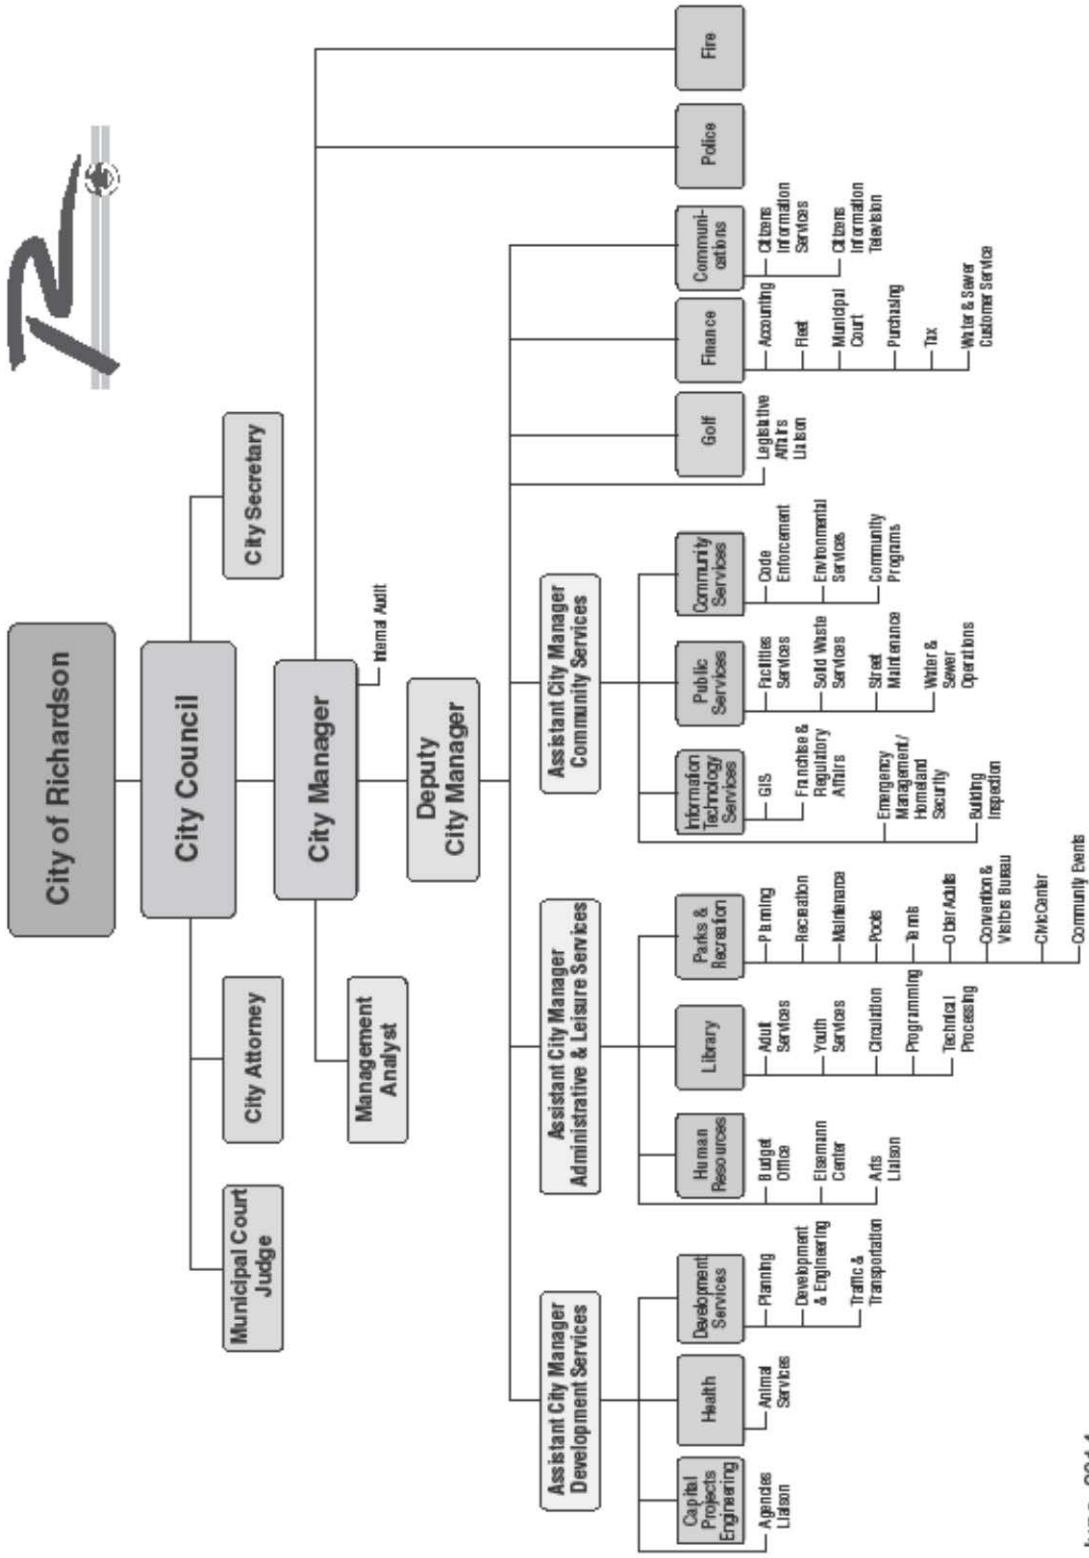 City of Richardson
City Council
Municipal Court
Judge
City Attorney
City Secretary
City Manager
Management
Analyst
Internal Audit
Deputy
City Manager
Assistant City Manager
Development Services
Assistant City Manager
Administrative & Leisure Services
Assistant City Manager
Community Services
Capital
Projects
Engineering
Agencies
Liaison
Health
Animal
Services
Development
Services
Planning
Development
& Engineering
Traffic &
Transportation
Human
Resources
Budget
Office
Eisemann
Center
Arts
Liaison
Library
Adult
Services
Youth
Services
Circulation
Programming
Technical
Processing
Parks &
Recreation
Planning
Recreation
Maintenance
Pools
Tennis
Older Adults
Convention &
Visitors Bureau
Civic Center
Community Events
Information
Technology
Services
GIS
Franchise &
Regulatory
Affairs
Emergency
Management/
Homeland
Security
Building
Inspection
Public
Services
Facilities
Services
Solid Waste
Services
Street
Maintenance
Water &
Sewer
Operations
Community
Services
Code
Enforcement
Environmental
Services
Community
Programs
Legislative
Affairs
Liaison
Golf
Finance
Accounting
Fleet
Municipal
Court
Purchasing
Tax
Water & Sewer
Customer Service
Communi-
cations
Citizens
Information
Services
Citizens
Information
Television
Police
Fire